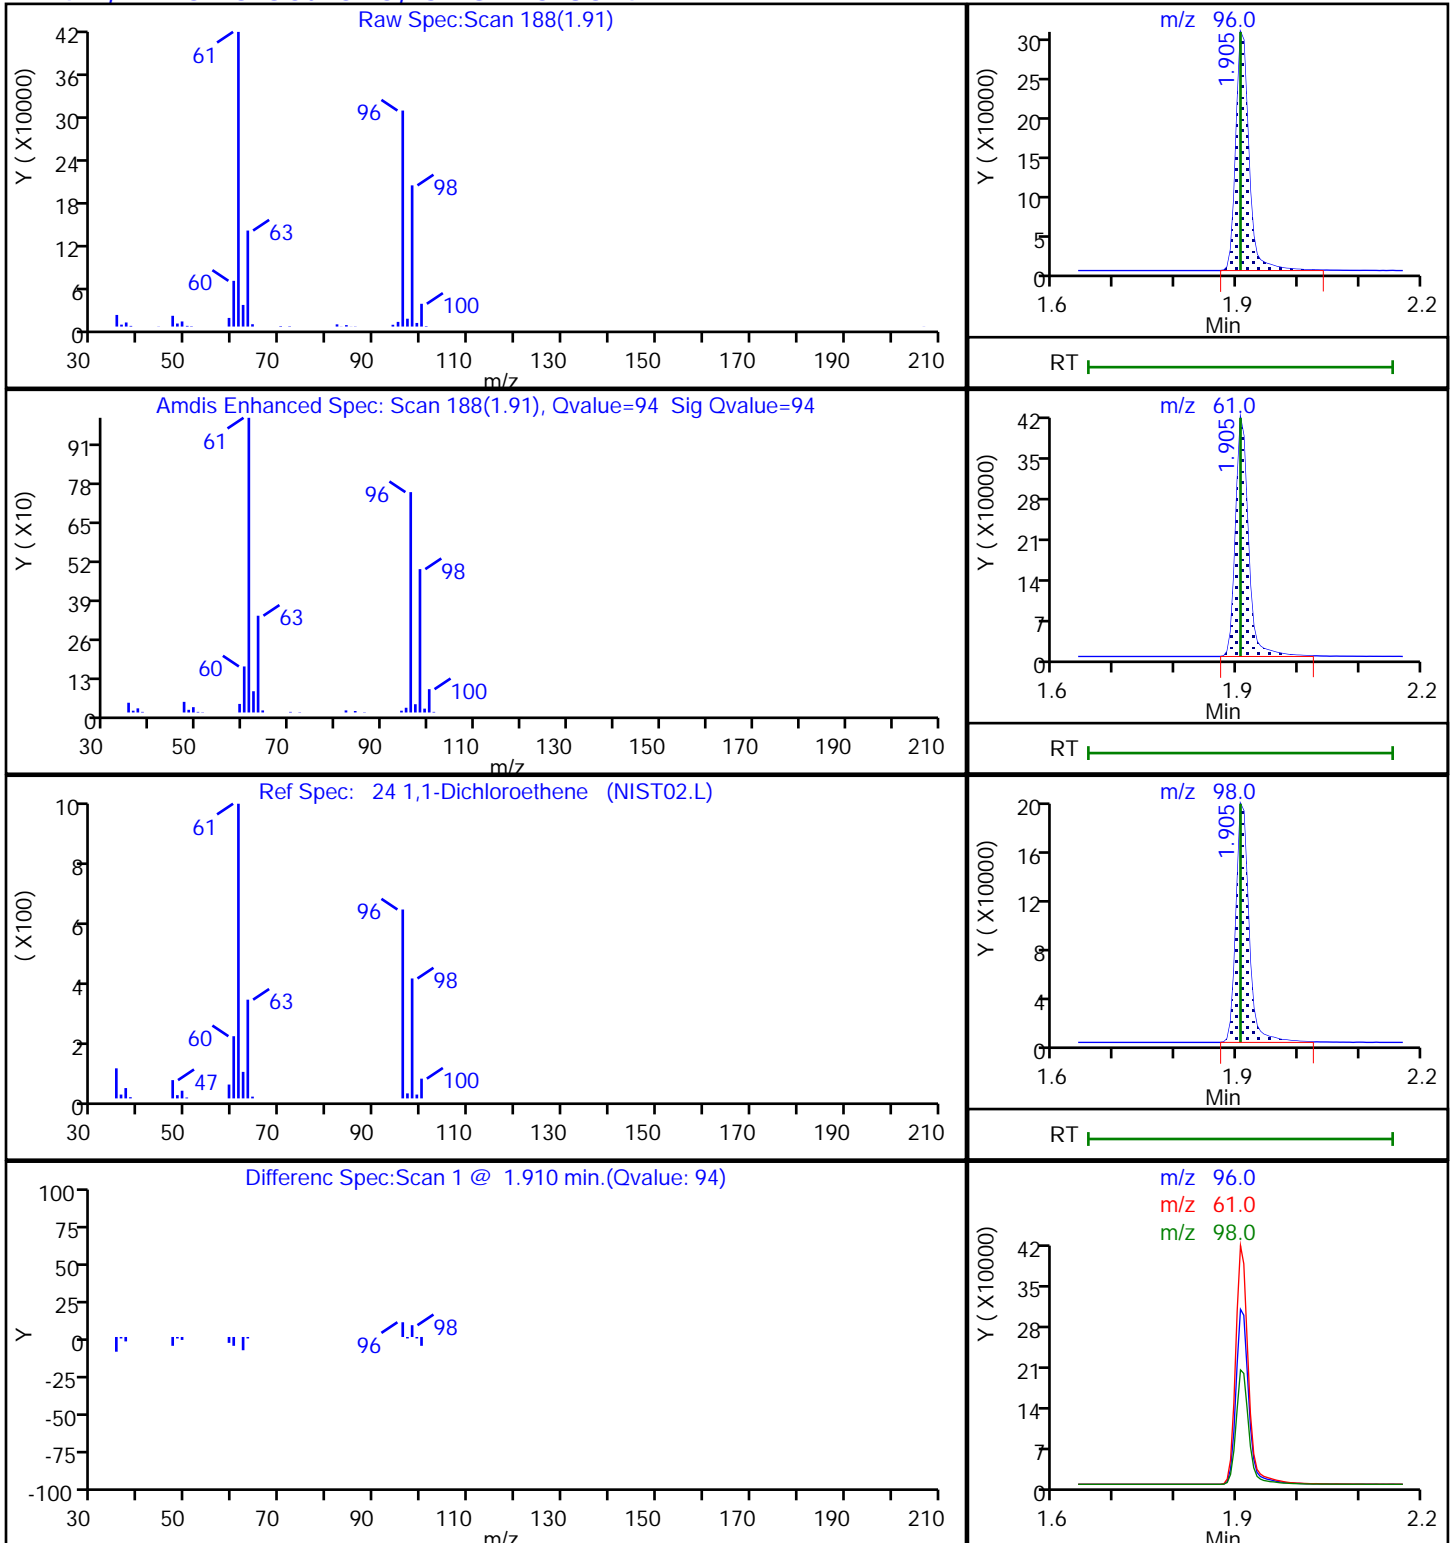 Raw Spec:Scan 188(1.91)
Y ( X10000)
42
36
30
24
18
12
6
0
61
96
98
63
60
100
30 50 70 90 110 130 150 170 190 210
m/z
m/z 96.0
Y ( X10000)
30
25
20
15
10
5
0
1.905
1.6 1.9 2.2
Min
RT
Amdis Enhanced Spec: Scan 188(1.91), Qvalue=94 Sig Qvalue=94
Y ( X10)
91
78
65
52
39
26
13
0
61
96
98
63
60
100
30 50 70 90 110 130 150 170 190 210
m/z
m/z 61.0
Y ( X10000)
42
35
28
21
14
7
0
1.905
1.6 1.9 2.2
Min
RT
Ref Spec: 24 1,1-Dichloroethene (NIST02.L)
( X100)
10
8
6
4
2
0
61
96
98
63
60
47
100
30 50 70 90 110 130 150 170 190 210
m/z 98.0
Y ( X10000)
20
16
12
8
4
0
1.905
1.6 1.9 2.2
Min
RT
Differenc Spec:Scan 1 @ 1.910 min.(Qvalue: 94)
Y
100
75
50
25
0
-25
-50
-75
-100
96
98
30 50 70 90 110 130 150 170 190 210
m/z
m/z 96.0
m/z 61.0
m/z 98.0
Y ( X10000)
42
35
28
21
14
7
0
1.6 1.9 2.2
Min